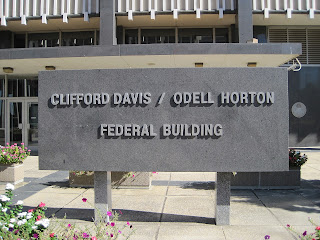 CLIFFORD DAVIS / ODELL HORTON
FEDERAL BUILDING